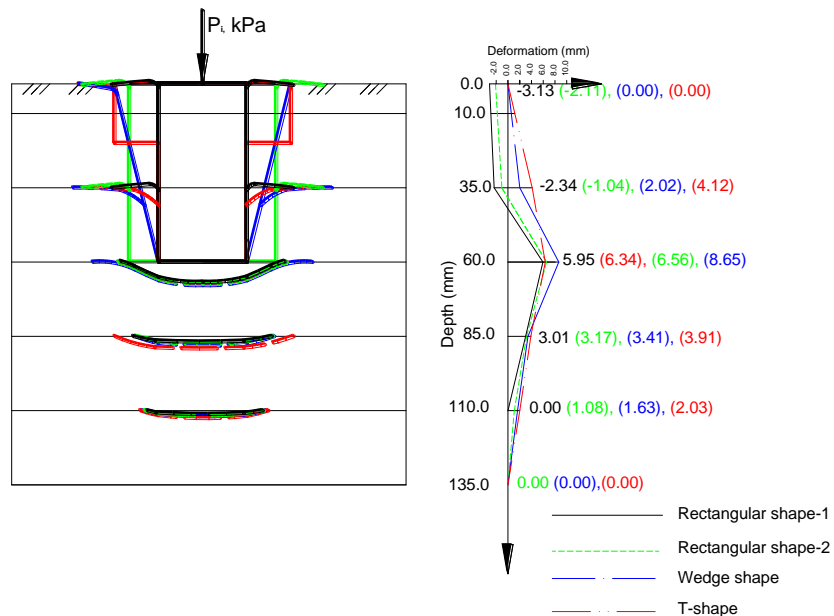 P i, kPa
Deformatiom (mm)
-2.0 0.0 2.0 4.0 6.0 8.0 10.0
0.0
-3.13 (-2.11) (0.00), (0.00)
10.0
35.0
-2.34 (-1.04) (2.02), (4.12)
60.0
5.95 (6.34) (6.56) (8.65)
Depth (mm)
85.0
3.01 (3.17), (3.41), (3.91)
110.0
0.00 (1.08), (1.63), (2.03)
135.0
0.00 (0.00),(0.00)
Rectangular shape-1
Rectangular shape-2
Wedge shape
T-shape